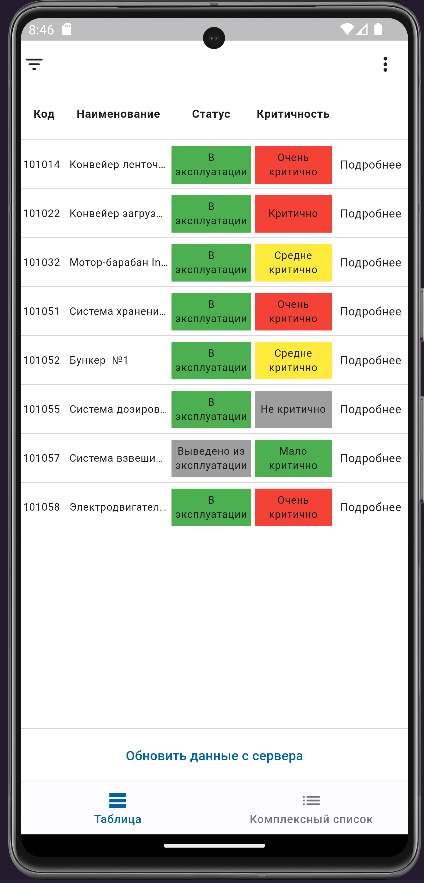 8:46
Код Наименование Статус Критичность
101014 Конвейер ленточ... В эксплуатации Очень критично Подробнее
101022 Конвейер загруз... В эксплуатации Критично Подробнее
101032 Мотор-барабан In... В эксплуатации Средне критично Подробнее
101051 Система хранени... В эксплуатации Очень критично Подробнее
101052 Бункер №1 В эксплуатации Средне критично Подробнее
101055 Система дозиров... В эксплуатации Не критично Подробнее
101057 Система взвеши... Выведено из эксплуатации Мало критично Подробнее
101058 Электродвигател... В эксплуатации Очень критично Подробнее
Обновить данные с сервера
Таблица Комплексный список